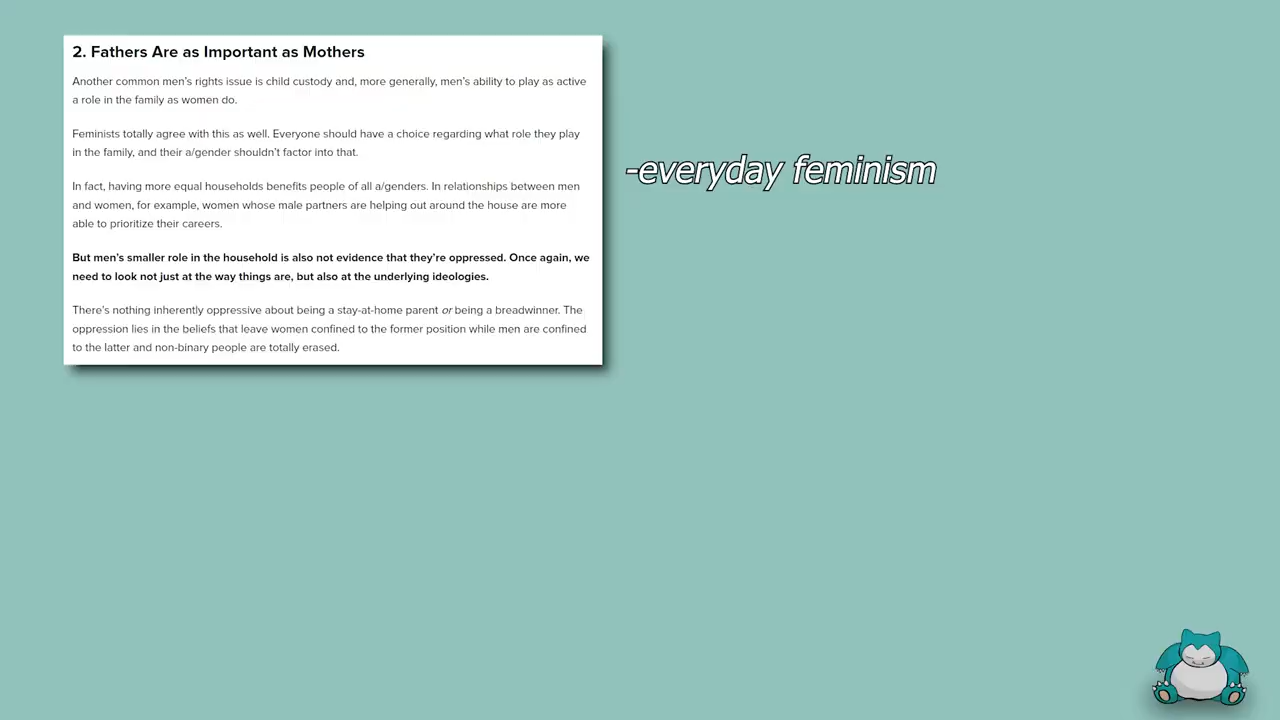 2. Fathers Are as Important as Mothers
Another common men's rights issue is child custody and, more generally, men's ability to play as active
a role in the family as women do.
Feminists totally agree with this as well. Everyone should have a choice regarding what role they play
in the family, and their a/gender shouldn't factor into that.
In fact, having more equal households benefits people of all a/genders. In relationships between men
and women, for example, women whose male partners are helping out around the house are more
able to prioritize their careers.
But men's smaller role in the household is also not evidence that they're oppressed. Once again, we
need to look not just at the way things are, but also at the underlying ideologies.
There's nothing inherently oppressive about being a stay-at-home parent or being a breadwinner. The
oppression lies in the beliefs that leave women confined to the former position while men are confined
to the latter and non-binary people are totally erased.
-everyday feminism